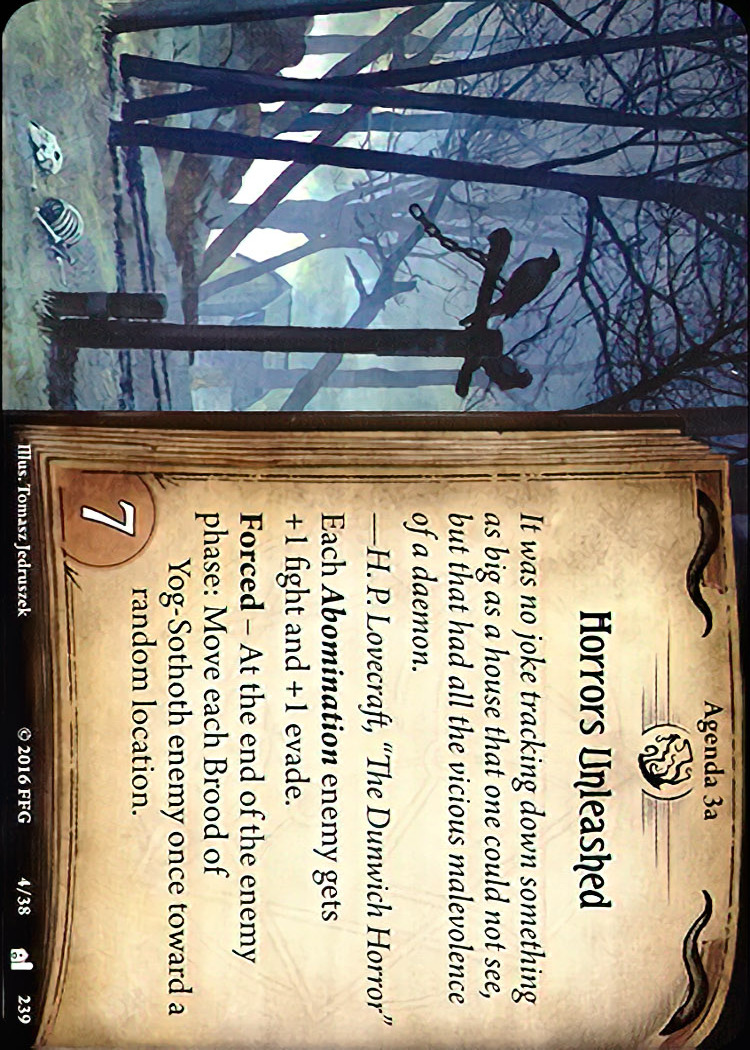 Agenda 3a
Horrors Unleashed
It was no joke tracking down something
as big as a house that one could not see,
but that had all the vicious malevolence
of a daemon.
—H. P. Lovecraft, “The Dunwich Horror”
Each Abomination enemy gets
+1 fight and +1 evade.
Forced – At the end of the enemy
phase: Move each Brood of
Yog-Sothoth enemy once toward a
random location.
7
Illus. Tomasz Jedruszek © 2016 FFG 4/38 239